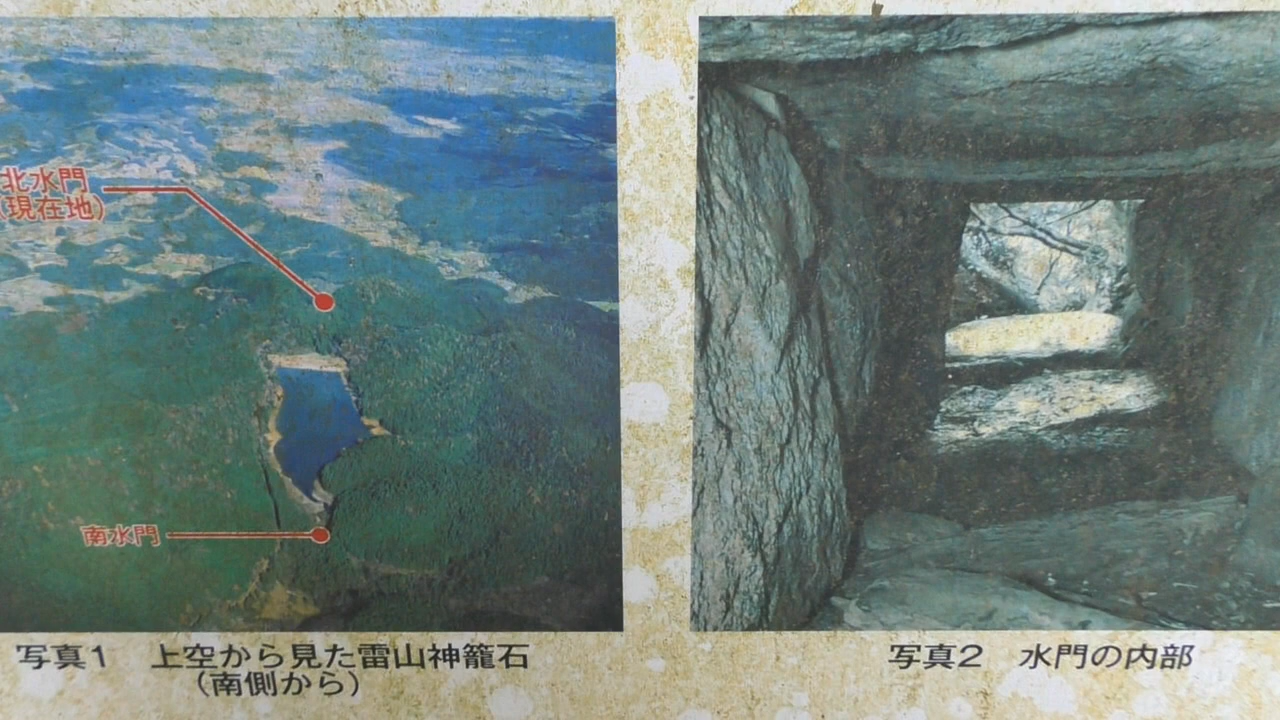 北水門
(現在地)
南水門
写真1 上空から見た雷山神籠石
(南側から)
写真2 水門の内部